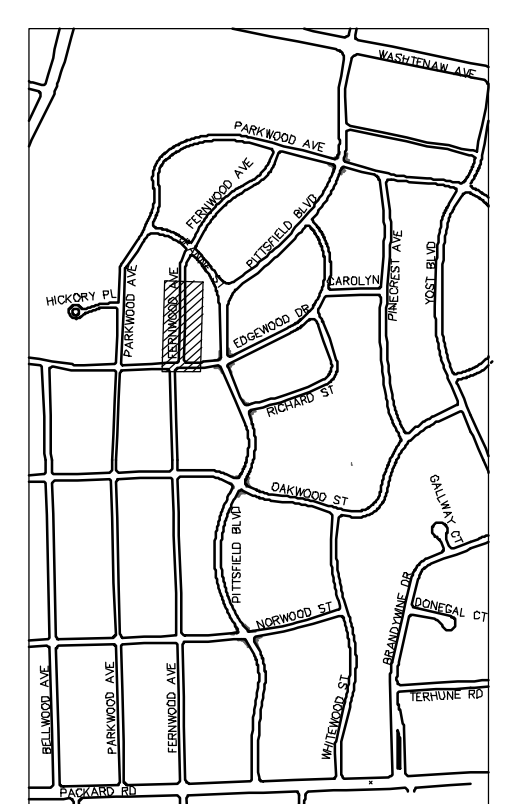 WASHTENAW AVE
PARKWOOD AVE
FERNWOOD AVE
PITTSFIELD BLVD
PINECREST AVE
YOST BLVD
CAROLYN
HICKORY PL
PARKWOOD AVE
FERNWOOD AVE
EDGEWOOD DR
RICHARD ST
OAKWOOD ST
GALLWAY CT
PITTSFIELD BLVD
NORWOOD ST
BRANDYWINE DR
DONEGAL CT
BELLWOOD AVE
PARKWOOD AVE
FERNWOOD AVE
WHITEWOOD ST
TERHUNE RD
PACKARD RD